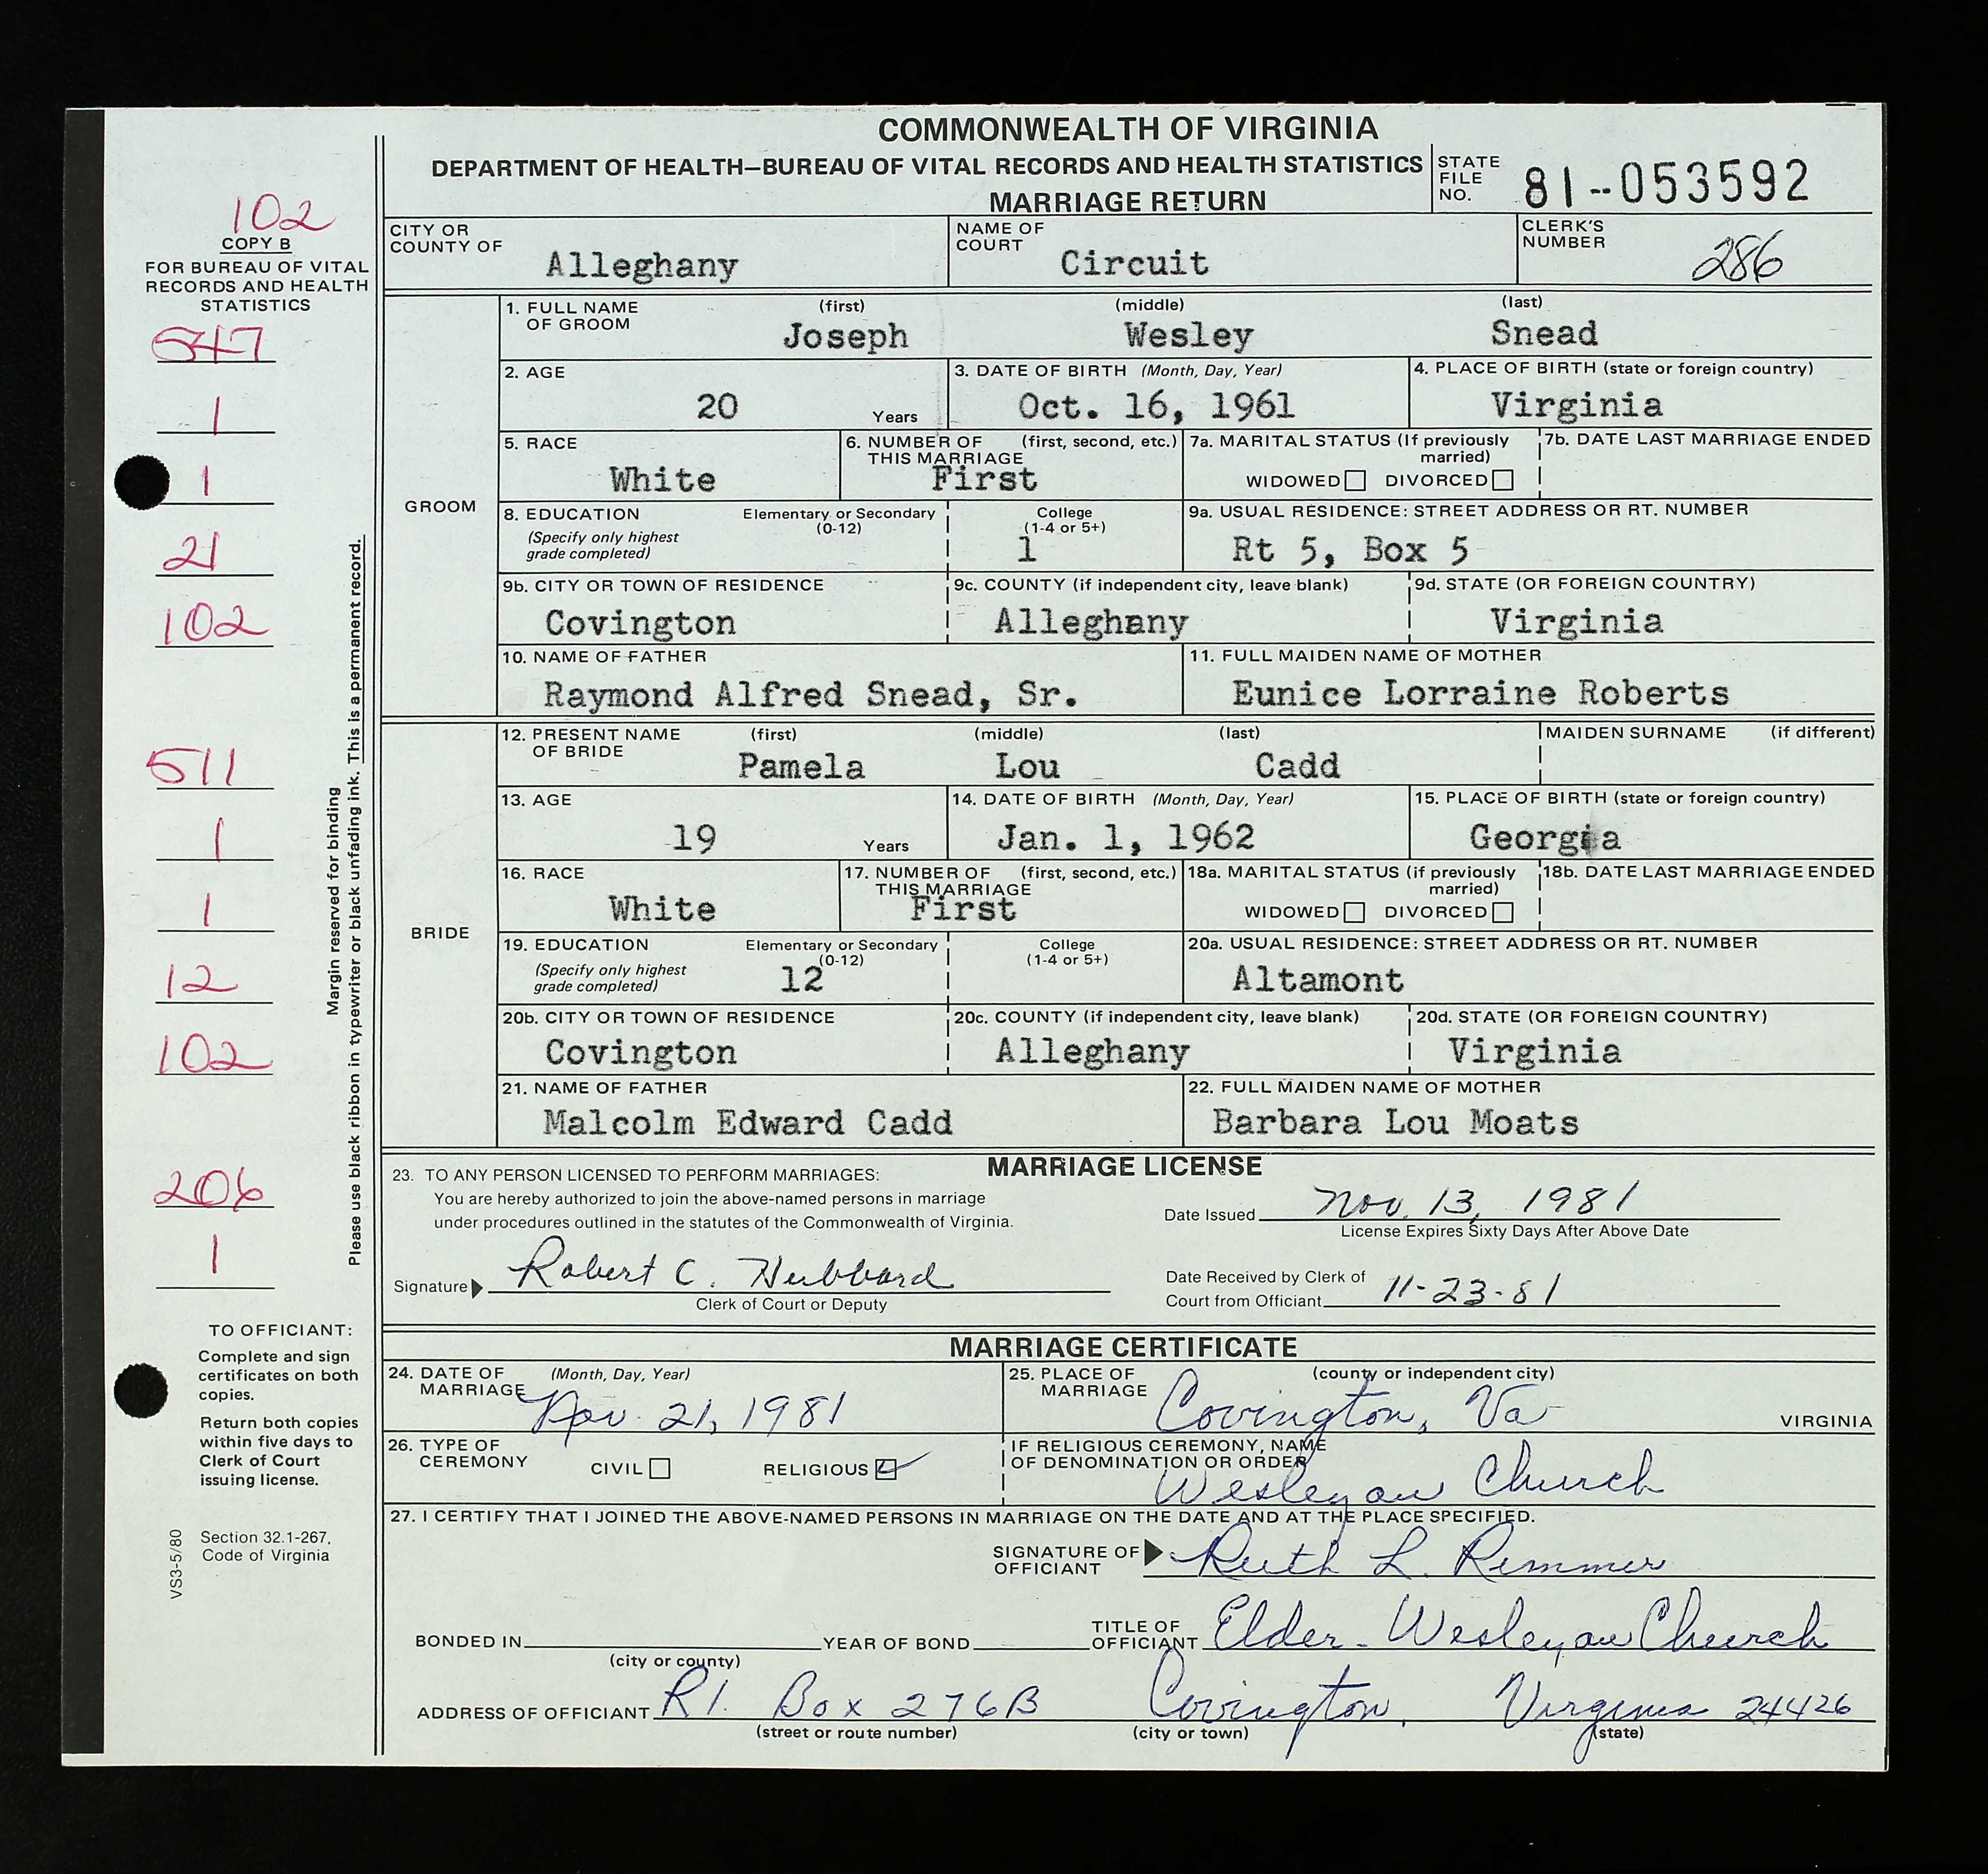 COMMONWEALTH OF VIRGINIA
DEPARTMENT OF HEALTH—BUREAU OF VITAL RECORDS AND HEALTH STATISTICS
MARRIAGE RETURN
STATE FILE NO. 81--053592
102
COPY B
FOR BUREAU OF VITAL
RECORDS AND HEALTH
STATISTICS
547
1
1
21
102
511
1
1
12
102
206
1
Margin reserved for binding
Please use black ribbon in typewriter or black unfading ink. This is a permanent record.
TO OFFICIANT:
Complete and sign
certificates on both
copies.
Return both copies
within five days to
Clerk of Court
issuing license.
Section 32.1-267,
Code of Virginia
VS3-5/80
CITY OR COUNTY OF Alleghany
NAME OF COURT Circuit
CLERK'S NUMBER 286
GROOM
1. FULL NAME OF GROOM (first) (middle) (last)
Joseph Wesley Snead
2. AGE 20 Years
3. DATE OF BIRTH (Month, Day, Year) Oct. 16, 1961
4. PLACE OF BIRTH (state or foreign country) Virginia
5. RACE White
6. NUMBER OF THIS MARRIAGE (first, second, etc.) First
7a. MARITAL STATUS (If previously married) WIDOWED DIVORCED
7b. DATE LAST MARRIAGE ENDED
8. EDUCATION (Specify only highest grade completed) Elementary or Secondary (0-12) College (1-4 or 5+) 1
9a. USUAL RESIDENCE: STREET ADDRESS OR RT. NUMBER Rt 5, Box 5
9b. CITY OR TOWN OF RESIDENCE Covington
9c. COUNTY (if independent city, leave blank) Alleghany
9d. STATE (OR FOREIGN COUNTRY) Virginia
10. NAME OF FATHER Raymond Alfred Snead, Sr.
11. FULL MAIDEN NAME OF MOTHER Eunice Lorraine Roberts
BRIDE
12. PRESENT NAME OF BRIDE (first) (middle) (last) MAIDEN SURNAME (if different)
Pamela Lou Cadd
13. AGE 19 Years
14. DATE OF BIRTH (Month, Day, Year) Jan. 1, 1962
15. PLACE OF BIRTH (state or foreign country) Georgia
16. RACE White
17. NUMBER OF THIS MARRIAGE (first, second, etc.) First
18a. MARITAL STATUS (if previously married) WIDOWED DIVORCED
18b. DATE LAST MARRIAGE ENDED
19. EDUCATION (Specify only highest grade completed) Elementary or Secondary (0-12) 12 College (1-4 or 5+)
20a. USUAL RESIDENCE: STREET ADDRESS OR RT. NUMBER Altamont
20b. CITY OR TOWN OF RESIDENCE Covington
20c. COUNTY (if independent city, leave blank) Alleghany
20d. STATE (OR FOREIGN COUNTRY) Virginia
21. NAME OF FATHER Malcolm Edward Cadd
22. FULL MAIDEN NAME OF MOTHER Barbara Lou Moats
MARRIAGE LICENSE
23. TO ANY PERSON LICENSED TO PERFORM MARRIAGES:
You are hereby authorized to join the above-named persons in marriage
under procedures outlined in the statutes of the Commonwealth of Virginia.
Date Issued Nov. 13, 1981
License Expires Sixty Days After Above Date
Signature Robert C. Hubbard
Clerk of Court or Deputy
Date Received by Clerk of
Court from Officiant 11-23-81
MARRIAGE CERTIFICATE
24. DATE OF MARRIAGE (Month, Day, Year) Nov. 21, 1981
25. PLACE OF MARRIAGE (county or independent city) Covington, Va VIRGINIA
26. TYPE OF CEREMONY CIVIL RELIGIOUS
IF RELIGIOUS CEREMONY, NAME OF DENOMINATION OR ORDER Wesleyan Church
27. I CERTIFY THAT I JOINED THE ABOVE-NAMED PERSONS IN MARRIAGE ON THE DATE AND AT THE PLACE SPECIFIED.
SIGNATURE OF OFFICIANT Ruth L. Remmer
BONDED IN YEAR OF BOND TITLE OF OFFICIANT Elder - Wesleyan Church
(city or county)
ADDRESS OF OFFICIANT R1. Box 276B Covington, Virginia 24426
(street or route number) (city or town) (state)